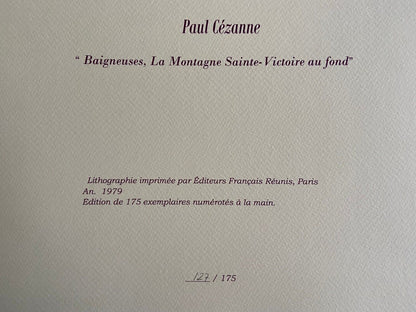 Paul Cézanne
“ Baigneuses, La Montagne Sainte-Victoire au fond”
Lithographie imprimée par Éditeurs Français Réunis, Paris
An. 1979
Edition de 175 exemplaires numérotés à la main.
127 / 175